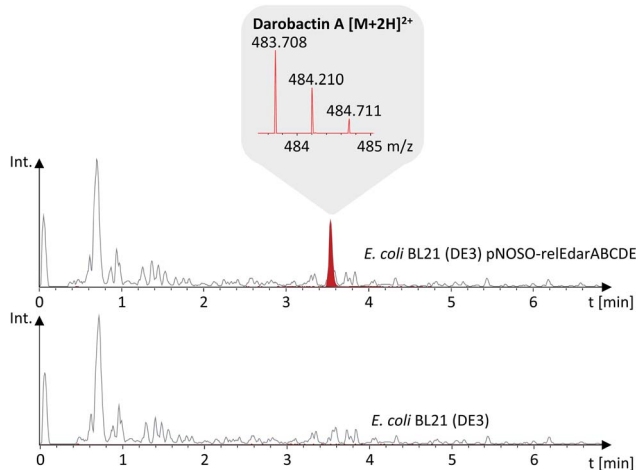 Darobactin A [M+2H]²⁺
483.708
484.210
484.711
484 485 m/z
Int.
E. coli BL21 (DE3) pNOSO-relEdarABCDE
0 1 2 3 4 5 6 t [min]
Int.
E. coli BL21 (DE3)
0 1 2 3 4 5 6 t [min]